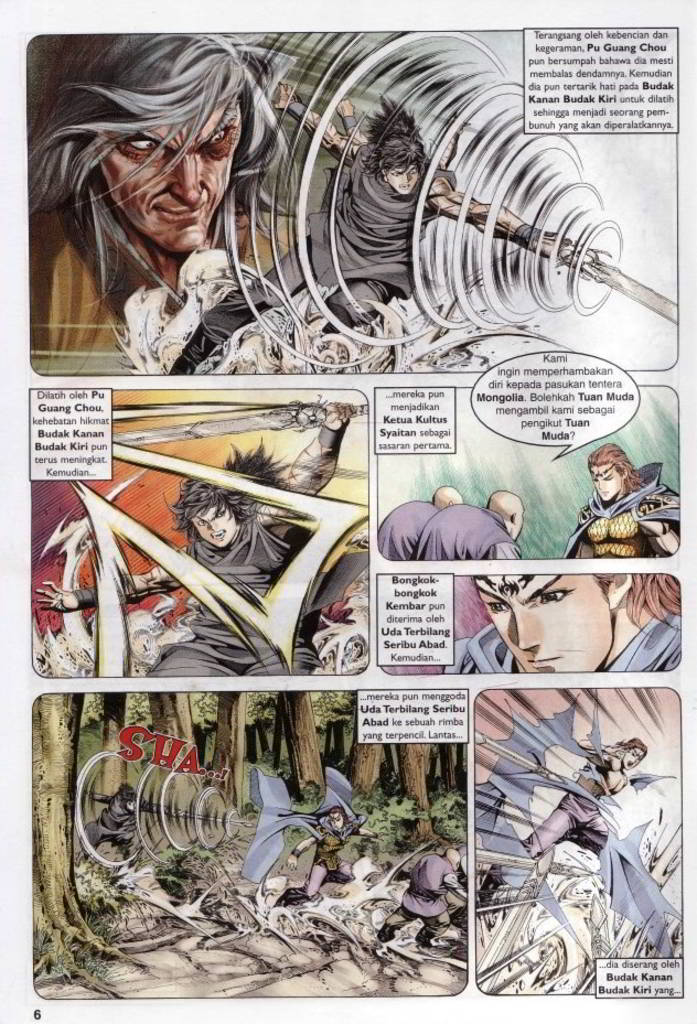 Terangsang oleh kebencian dan
kegeraman, Pu Guang Chou
pun bersumpah bahawa dia mesti
membalas dendamnya. Kemudian
dia pun tertarik hati pada Budak
Kanan Budak Kiri untuk dilatih
sehingga menjadi seorang pem-
bunuh yang akan diperalatkannya.
Dilatih oleh Pu
Guang Chou,
kehebatan hikmat
Budak Kanan
Budak Kiri pun
terus meningkat.
Kemudian...
...mereka pun
menjadikan
Ketua Kultus
Syaitan sebagai
sasaran pertama.
Kami
ingin memperhambakan
diri kepada pasukan tentera
Mongolia. Bolehkah Tuan Muda
mengambil kami sebagai
pengikut Tuan
Muda?
Bongkok-
bongkok
Kembar pun
diterima oleh
Uda Terbilang
Seribu Abad.
Kemudian...
...mereka pun menggoda
Uda Terbilang Seribu
Abad ke sebuah rimba
yang terpencil. Lantas...
SHA...!
...dia diserang oleh
Budak Kanan
Budak Kiri yang...
6